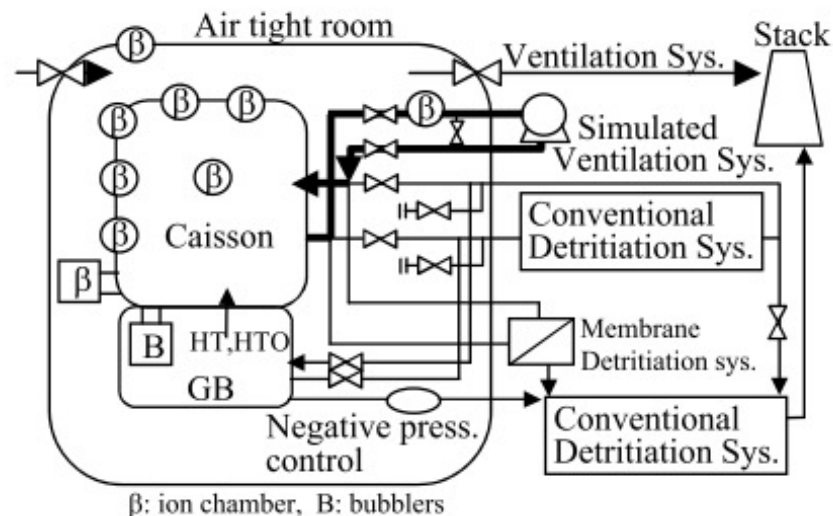 Air tight room
Stack
β
Ventilation Sys.
β
β
β
β
Simulated
Ventilation Sys.
β
β
Conventional
Detritiation Sys.
β
Caisson
β
B
HT,HTO
GB
Membrane
Detritiation sys.
Negative press.
control
Conventional
Detritiation Sys.
β: ion chamber, B: bubblers